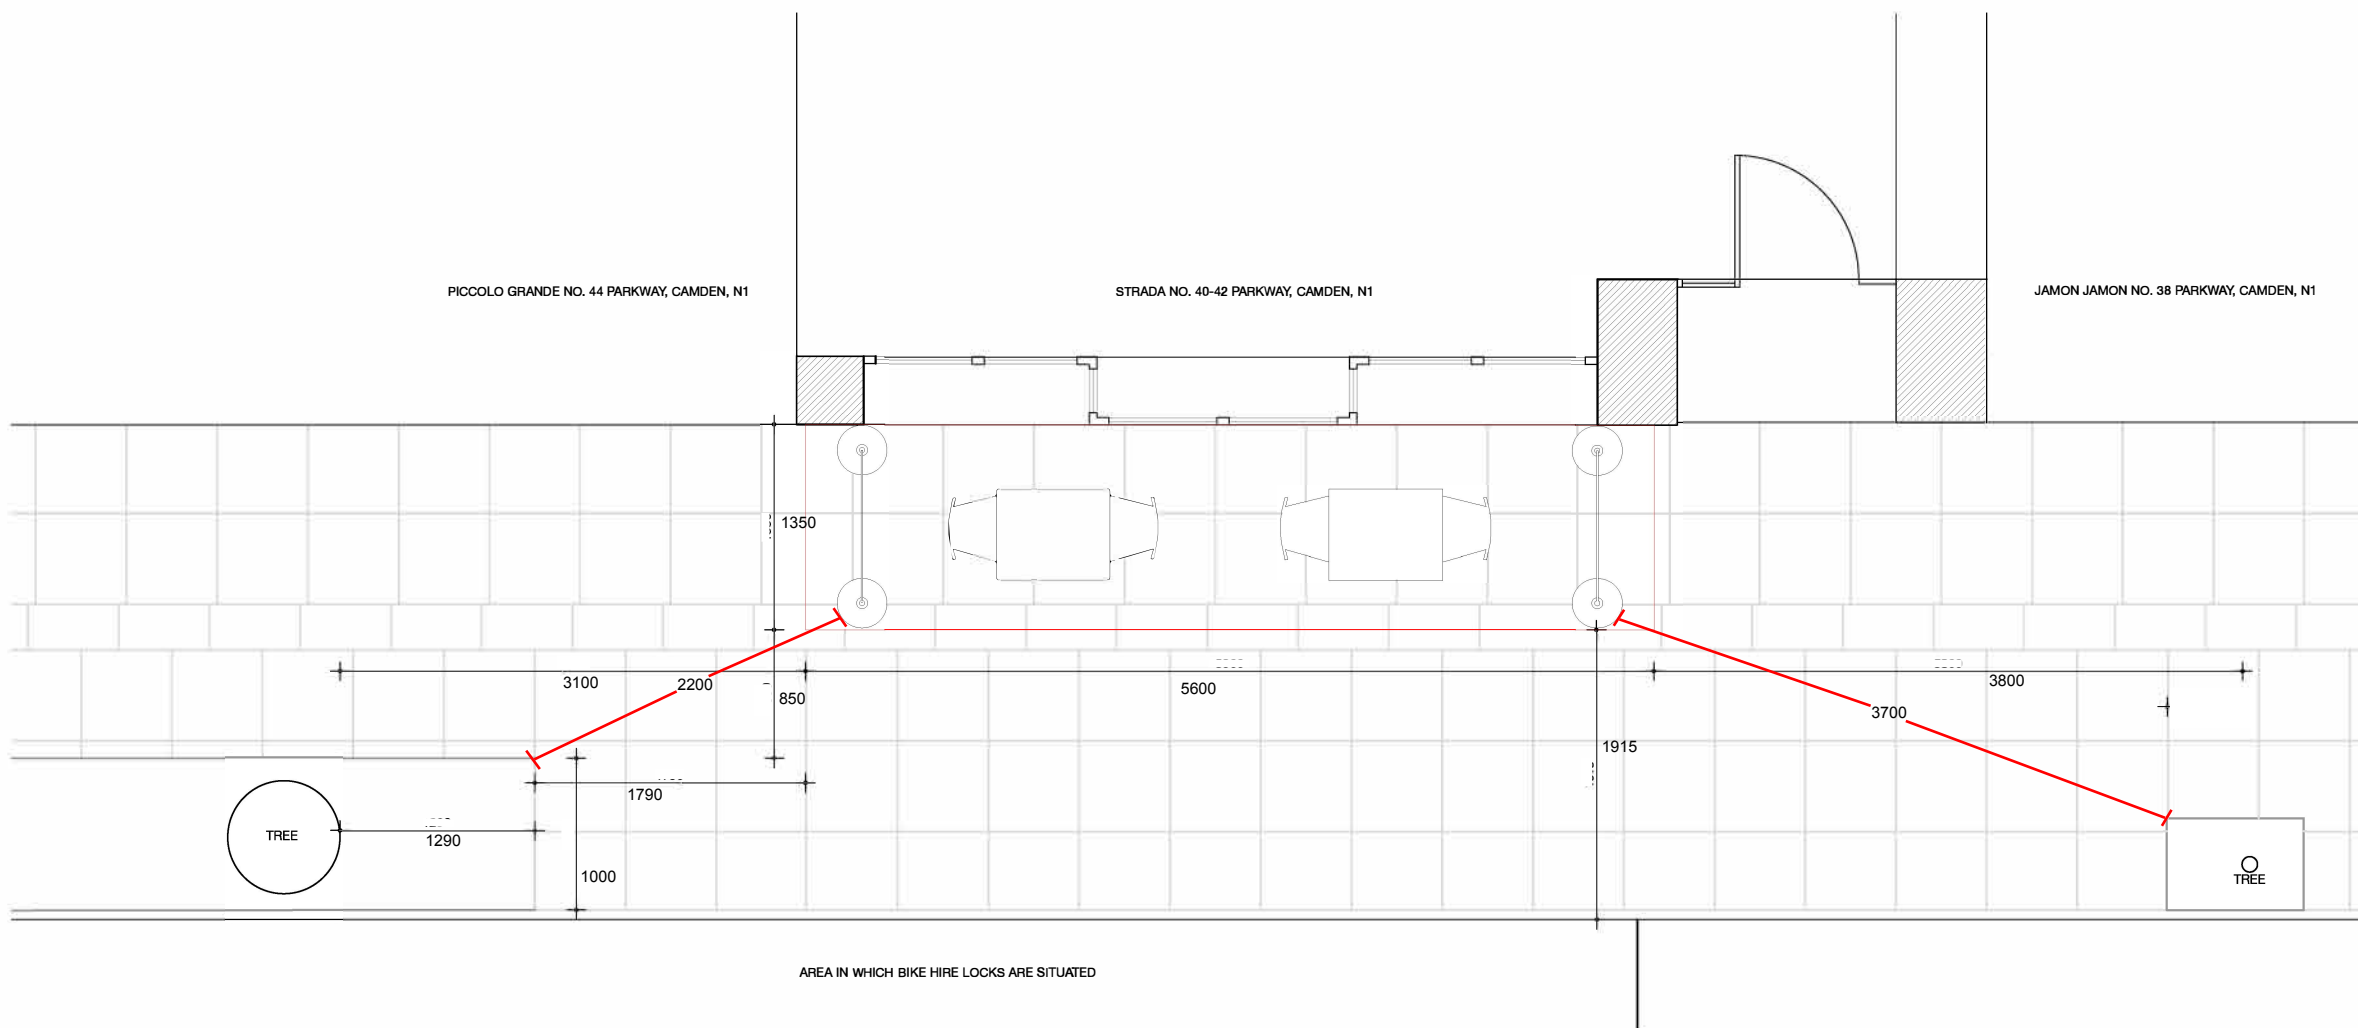 PICCOLO GRANDE NO. 44 PARKWAY, CAMDEN, N1
STRADA NO. 40-42 PARKWAY, CAMDEN, N1
JAMON JAMON NO. 38 PARKWAY, CAMDEN, N1
1350
3100
2200
850
5600
3800
3700
1915
1790
1290
TREE
1000
TREE
AREA IN WHICH BIKE HIRE LOCKS ARE SITUATED